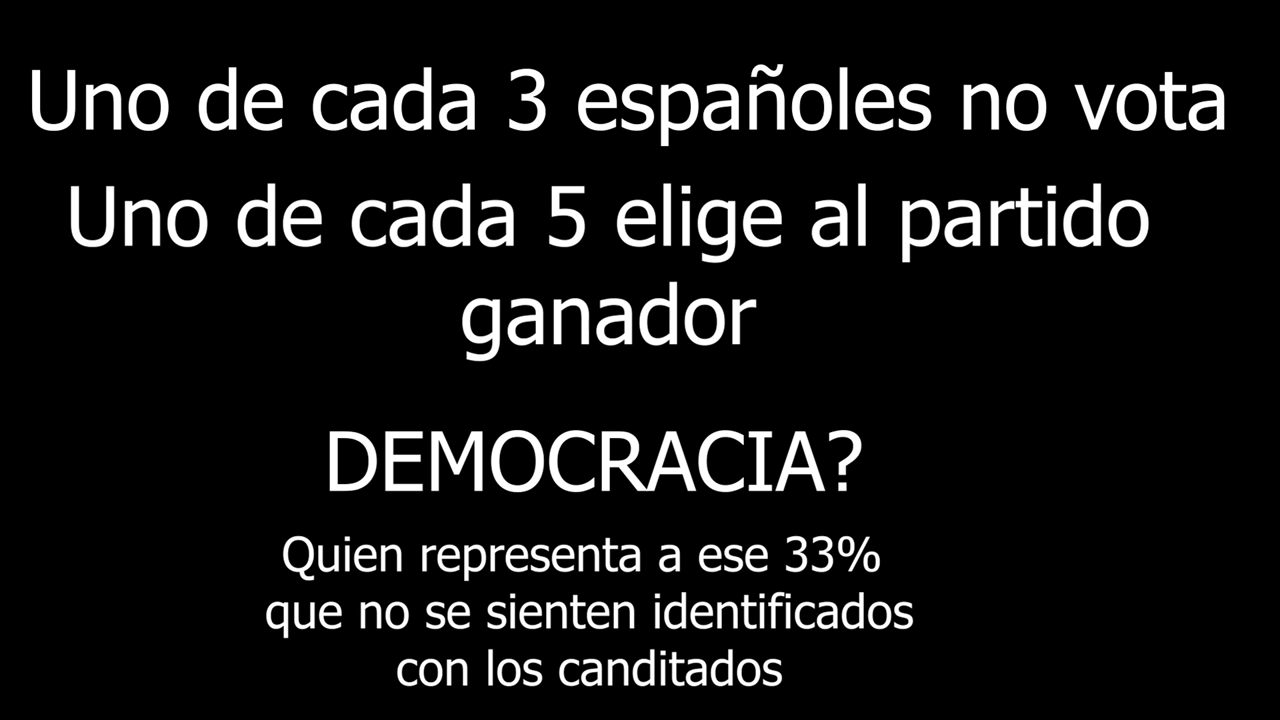 Uno de cada 3 españoles no vota
Uno de cada 5 elige al partido
ganador
DEMOCRACIA?
Quien representa a ese 33%
que no se sienten identificados
con los canditados